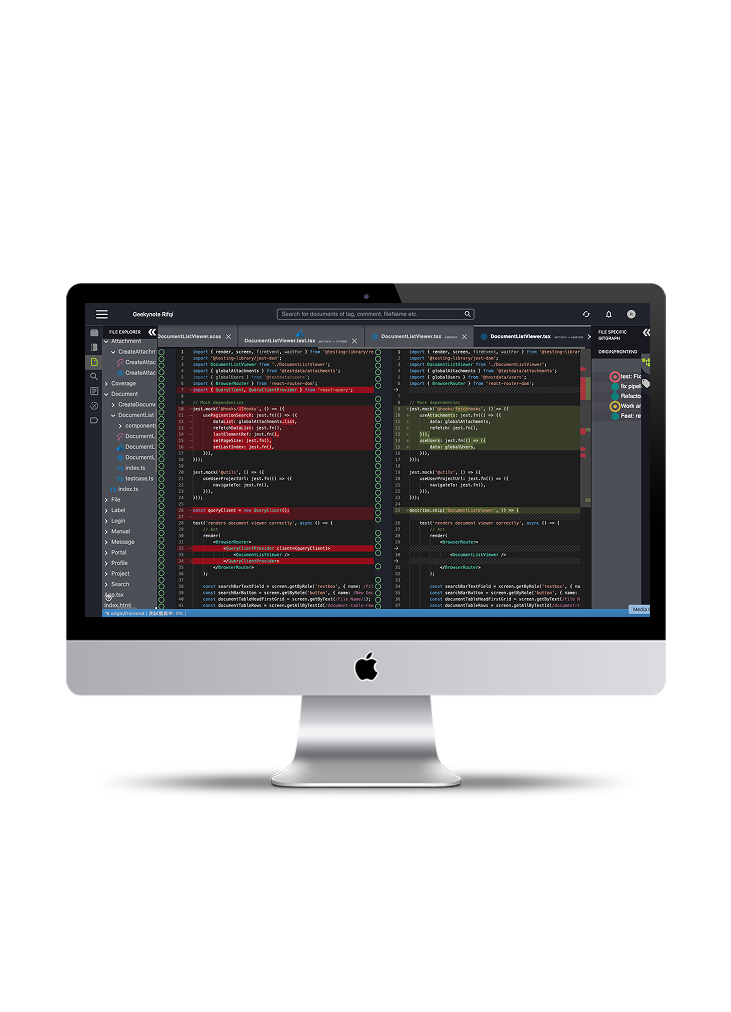 Geekynote Rifqi
Search for documents of tag, comment, fileName etc.
K
FILE EXPLORER
DocumentListViewer.scss
DocumentListViewer.test.tsx
DocumentListViewer.tsx
DocumentListViewer.tsx
FILE SPECIFIC
GITGRAPH
ORIGIN/FRONTEND
Attachment
CreateAttachm
CreateAttac
CreateAttac
Coverage
Document
CreateDocume
DocumentList
component
DocumentL
DocumentL
DocumentL
index.ts
testcase.ts
index.ts
File
Label
Login
Manual
Message
Portal
Profile
Project
Search
index.html
1 import { render, screen, fireEvent, waitFor } from '@testing-library/re
2 import '@testing-library/jest-dom';
3 import DocumentListViewer from './DocumentListViewer';
4 import { globalAttachments } from '@testdata/attachments';
5 import { globalUsers } from '@testdata/users';
6 import { BrowserRouter } from 'react-router-dom';
7 import { QueryClient, QueryClientProvider } from 'react-query';
8
9 // Mock dependencies
10 jest.mock('@hooks/UIHooks', () => ({
11 usePaginationSearch: jest.fn(() => ({
12 dataList: globalAttachments.list,
13 refetchDataList: jest.fn(),
14 lastElementRef: jest.fn(),
15 setPageSize: jest.fn(),
16 setLastIndex: jest.fn(),
17 })),
18 }));
19
20 jest.mock('@utils', () => ({
21 useUserProjectUrl: jest.fn(() => ({
22 navigateTo: jest.fn(),
23 })),
24 }));
25
26 const queryClient = new QueryClient();
27
28 test('renders document viewer correctly', async () => {
29 // Act
30 render(
31 <BrowserRouter>
32 <QueryClientProvider client={queryClient}>
33 <DocumentListViewer />
34 </QueryClientProvider>
35 </BrowserRouter>
36 );
37
38 const searchBarTextField = screen.getByRole('textbox', { name: /fil
39 const searchBarButton = screen.getByRole('button', { name: /New Doc
40 const documentTableHeadFirstGrid = screen.getByText(/File Name/i);
41 const documentTableRows = screen.getAllByTestId(/document-table-row
1 import { render, screen, fireEvent, waitFor } from '@testing-librar
2 import '@testing-library/jest-dom';
3 import DocumentListViewer from './DocumentListViewer';
4 import { globalAttachments } from '@testdata/attachments';
5 import { globalUsers } from '@testdata/users';
6 import { BrowserRouter } from 'react-router-dom';
7
8 // Mock dependencies
9 jest.mock('@hooks/FetchHooks', () => ({
10 useAttachments: jest.fn(() => ({
11 data: globalAttachments,
12 refetch: jest.fn(),
13 })),
14 useUsers: jest.fn(() => ({
15 data: globalUsers,
16 })),
17 }));
18
19 jest.mock('@utils', () => ({
20 useUserProjectUrl: jest.fn(() => ({
21 navigateTo: jest.fn(),
22 })),
23 }));
24
25 describe.skip('DocumentListViewer', () => {
26 test('renders document viewer correctly', async () => {
27 // Act
28 render(
29 <BrowserRouter>
30 <DocumentListViewer />
31 </BrowserRouter>
32 );
33
34 const searchBarTextField = screen.getByRole('textbox', { na
35 const searchBarButton = screen.getByRole('button', { name:
36 const documentTableHeadFirstGrid = screen.getByText(/File N
37 const documentTableRows = screen.getAllByTestId(/document-t
test: Fix
fix pipeli
Refacto
Work an
Feat: re
Media C
origin/frontend